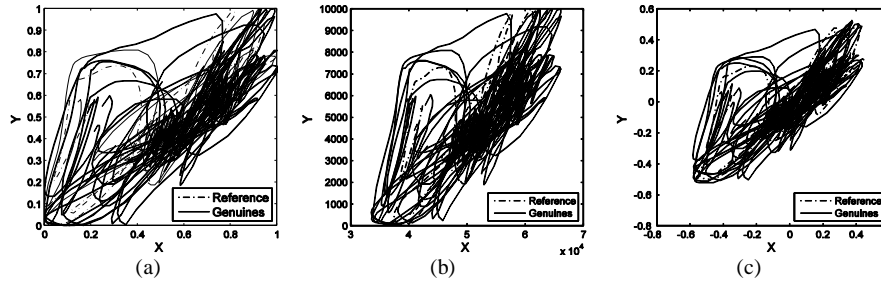 1
0.9
0.8
0.7
0.6
0.5
0.4
0.3
0.2
0.1
0
Y
0 0.2 0.4 0.6 0.8 1
X
Reference
Genuines
(a)
10000
9000
8000
7000
6000
5000
4000
3000
2000
1000
0
Y
3 4 5 6 7
X
x 10⁴
Reference
Genuines
(b)
0.6
0.4
0.2
0
-0.2
-0.4
-0.6
-0.8
Y
-0.8 -0.6 -0.4 -0.2 0 0.2 0.4
X
Reference
Genuines
(c)